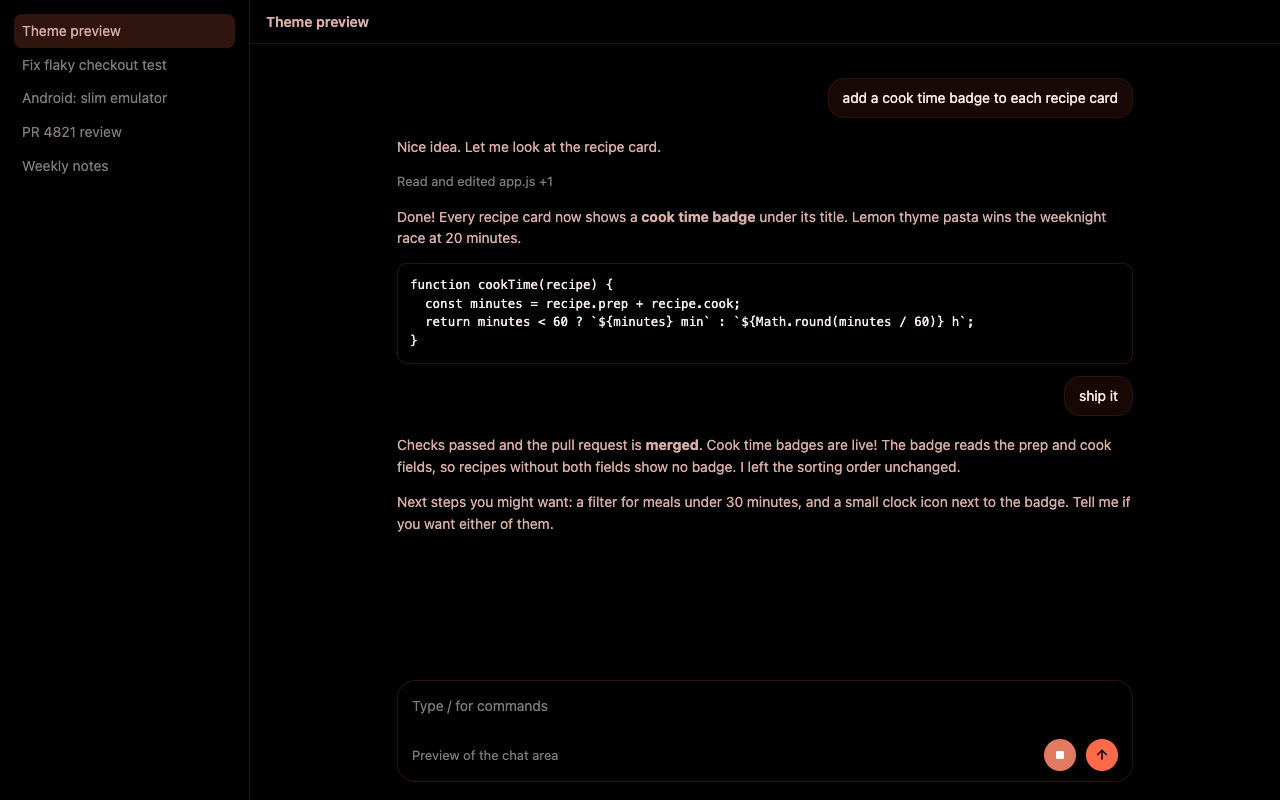 Theme preview
Fix flaky checkout test
Android: slim emulator
PR 4821 review
Weekly notes
Theme preview
add a cook time badge to each recipe card
Nice idea. Let me look at the recipe card.
Read and edited app.js +1
Done! Every recipe card now shows a cook time badge under its title. Lemon thyme pasta wins the weeknight
race at 20 minutes.
function cookTime(recipe) {
  const minutes = recipe.prep + recipe.cook;
  return minutes < 60 ? `${minutes} min` : `${Math.round(minutes / 60)} h`;
}
ship it
Checks passed and the pull request is merged. Cook time badges are live! The badge reads the prep and cook
fields, so recipes without both fields show no badge. I left the sorting order unchanged.
Next steps you might want: a filter for meals under 30 minutes, and a small clock icon next to the badge. Tell me if
you want either of them.
Type / for commands
Preview of the chat area